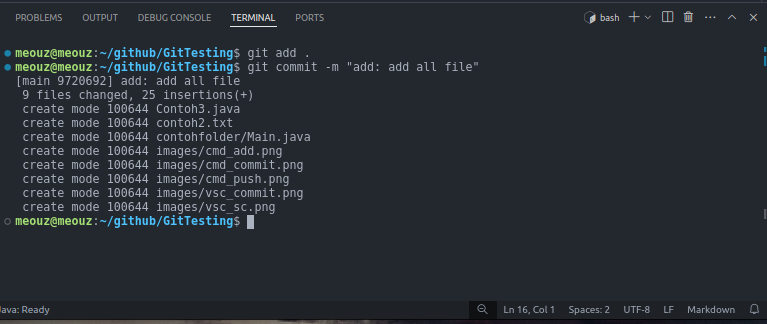 PROBLEMS OUTPUT DEBUG CONSOLE TERMINAL PORTS bash
meouz@meouz:~/github/GitTesting$ git add .
meouz@meouz:~/github/GitTesting$ git commit -m "add: add all file"
[main 9720692] add: add all file
9 files changed, 25 insertions(+)
create mode 100644 Contoh3.java
create mode 100644 contoh2.txt
create mode 100644 contohfolder/Main.java
create mode 100644 images/cmd_add.png
create mode 100644 images/cmd_commit.png
create mode 100644 images/cmd_push.png
create mode 100644 images/vsc_commit.png
create mode 100644 images/vsc_sc.png
meouz@meouz:~/github/GitTesting$
ava: Ready Ln 16, Col 1 Spaces: 2 UTF-8 LF Markdown